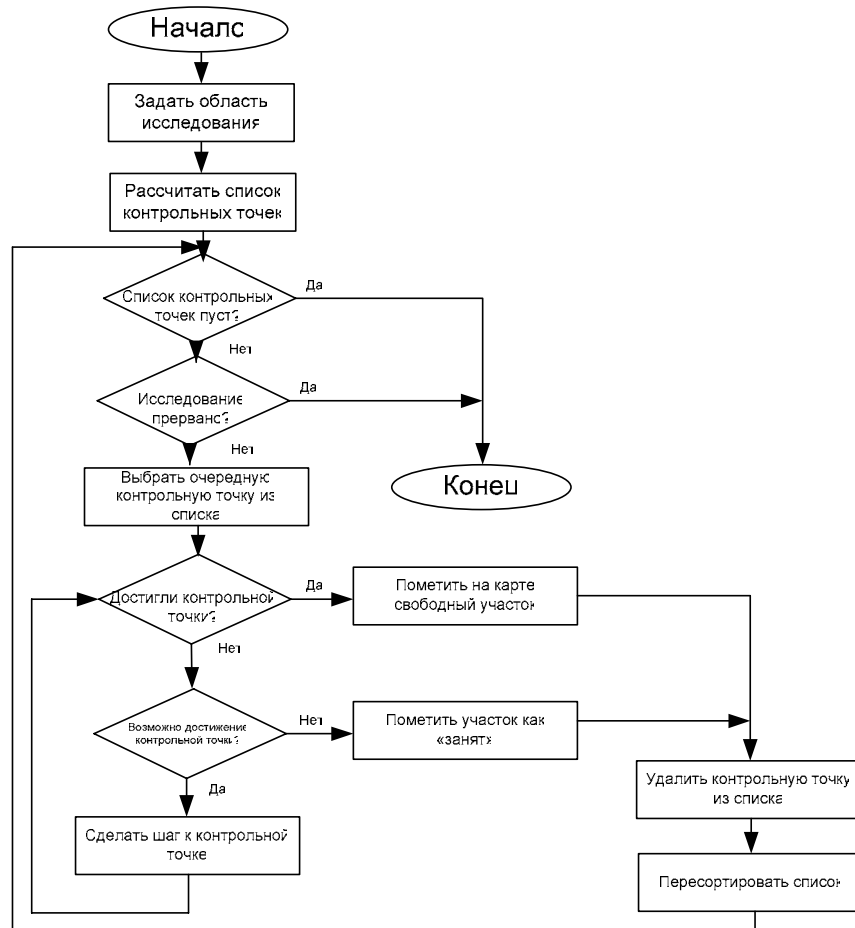 Начало
Задать область
исследования
Рассчитать список
контрольных точек
Список контрольных
точек пуст?
Да
Нет
Исследование
прервано?
Да
Нет
Выбрать очередную
контрольную точку из
списка
Конец
Достигли контрольной
точки?
Да
Пометить на карте
свободный участок
Нет
Возможно достижение
контрольной точки?
Нет
Пометить участок как
«занят»
Да
Удалить контрольную точку
из списка
Сделать шаг к контрольной
точке
Пересортировать список